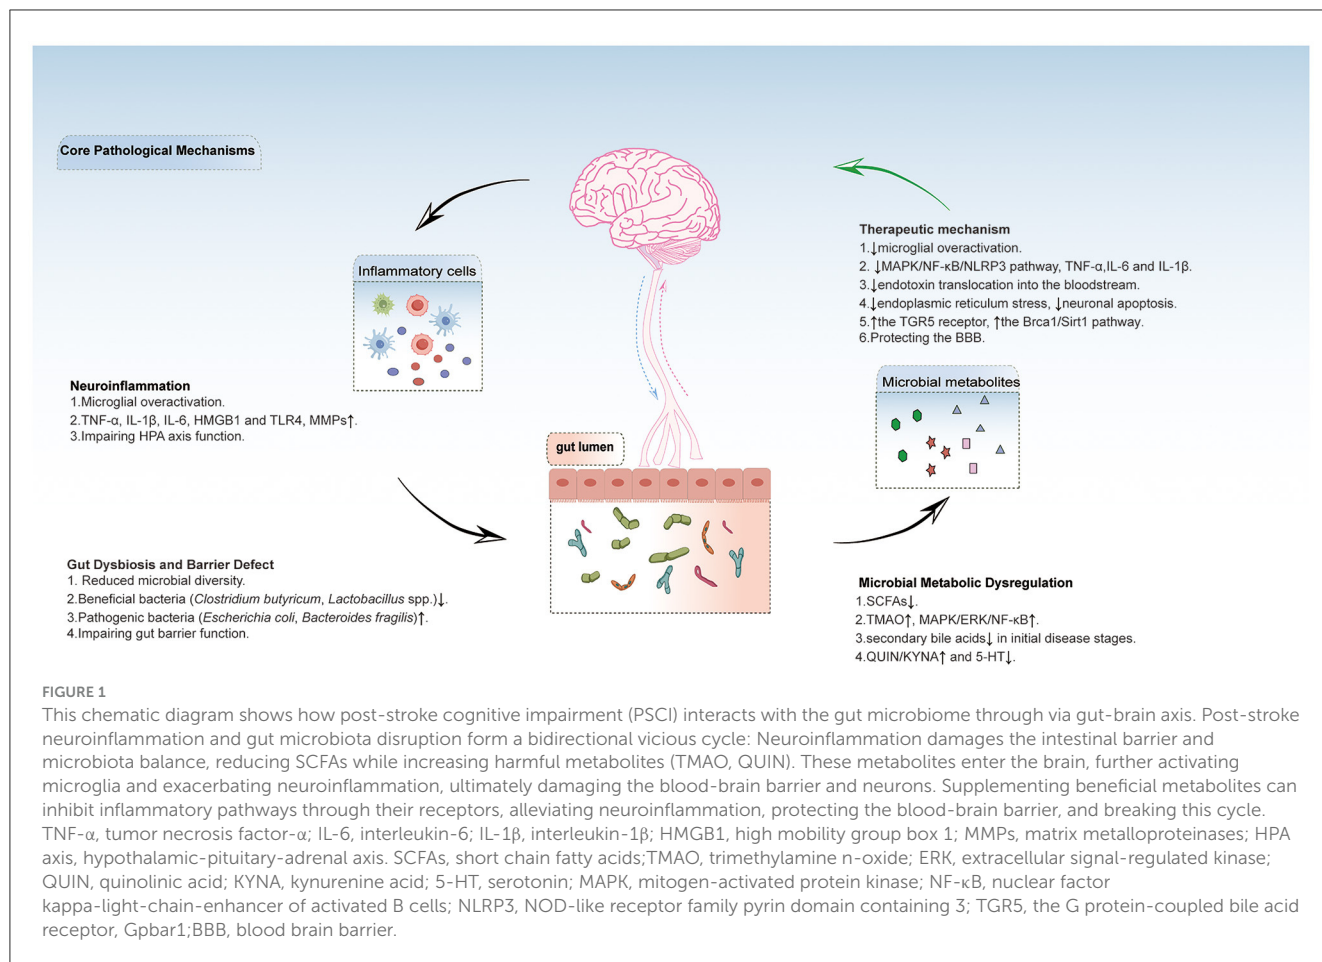 Core Pathological Mechanisms
Inflammatory cells
Neuroinflammation
1.Microglial overactivation.
2.TNF-α, IL-1β, IL-6, HMGB1 and TLR4, MMPs↑.
3.Impairing HPA axis function.
gut lumen
Gut Dysbiosis and Barrier Defect
1. Reduced microbial diversity.
2.Beneficial bacteria (Clostridium butyricum, Lactobacillus spp.)↓.
3.Pathogenic bacteria (Escherichia coli, Bacteroides fragilis)↑.
4.Impairing gut barrier function.
Therapeutic mechanism
1.↓microglial overactivation.
2. ↓MAPK/NF-κB/NLRP3 pathway, TNF-α,IL-6 and IL-1β.
3.↓endotoxin translocation into the bloodstream.
4.↓endoplasmic reticulum stress, ↓neuronal apoptosis.
5.↑the TGR5 receptor, ↑the Brca1/Sirt1 pathway.
6.Protecting the BBB.
Microbial metabolites
Microbial Metabolic Dysregulation
1.SCFAs↓.
2.TMAO↑, MAPK/ERK/NF-κB↑.
3.secondary bile acids↓ in initial disease stages.
4.QUIN/KYNA↑ and 5-HT↓.
FIGURE 1
This chematic diagram shows how post-stroke cognitive impairment (PSCI) interacts with the gut microbiome through via gut-brain axis. Post-stroke
neuroinflammation and gut microbiota disruption form a bidirectional vicious cycle: Neuroinflammation damages the intestinal barrier and
microbiota balance, reducing SCFAs while increasing harmful metabolites (TMAO, QUIN). These metabolites enter the brain, further activating
microglia and exacerbating neuroinflammation, ultimately damaging the blood-brain barrier and neurons. Supplementing beneficial metabolites can
inhibit inflammatory pathways through their receptors, alleviating neuroinflammation, protecting the blood-brain barrier, and breaking this cycle.
TNF-α, tumor necrosis factor-α; IL-6, interleukin-6; IL-1β, interleukin-1β; HMGB1, high mobility group box 1; MMPs, matrix metalloproteinases; HPA
axis, hypothalamic-pituitary-adrenal axis. SCFAs, short chain fatty acids;TMAO, trimethylamine n-oxide; ERK, extracellular signal-regulated kinase;
QUIN, quinolinic acid; KYNA, kynurenine acid; 5-HT, serotonin; MAPK, mitogen-activated protein kinase; NF-κB, nuclear factor
kappa-light-chain-enhancer of activated B cells; NLRP3, NOD-like receptor family pyrin domain containing 3; TGR5, the G protein-coupled bile acid
receptor, Gpbar1;BBB, blood brain barrier.